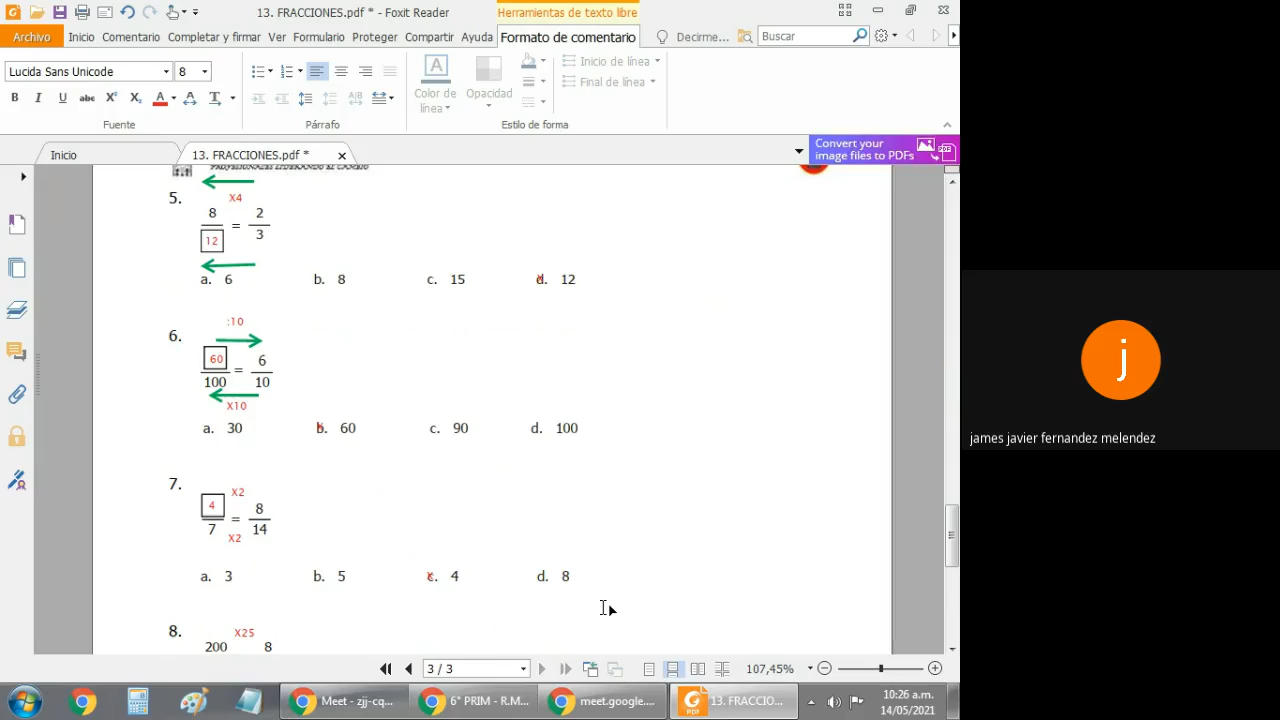 13. FRACCIONES.pdf * - Foxit Reader
Herramientas de texto libre
Archivo Inicio Comentario Completar y firmar Ver Formulario Proteger Compartir Ayuda Formato de comentario Decirme... Buscar
Lucida Sans Unicode 8
Color de línea
Opacidad
Inicio de línea
Final de línea
Fuente Párrafo Estilo de forma
Inicio 13. FRACCIONES.pdf *
Convert your
image files to PDFs
5. X4
8 = 2
12 3
a. 6 b. 8 c. 15 d. 12
:10
6.
60 = 6
100 10
X10
a. 30 b. 60 c. 90 d. 100
7. X2
4 = 8
7 14
X2
a. 3 b. 5 c. 4 d. 8
8. X25
200 8
james javier fernandez melendez
j
3 / 3 107,45%
Meet - zjj-cq... 6° PRIM - R.M... meet.google.... 13. FRACCIO...
10:26 a.m.
14/05/2021